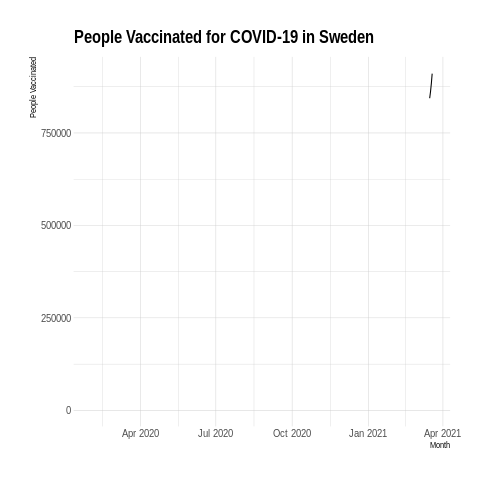 People Vaccinated for COVID-19 in Sweden
People Vaccinated
750000
500000
250000
0
Apr 2020 Jul 2020 Oct 2020 Jan 2021 Apr 2021
Month